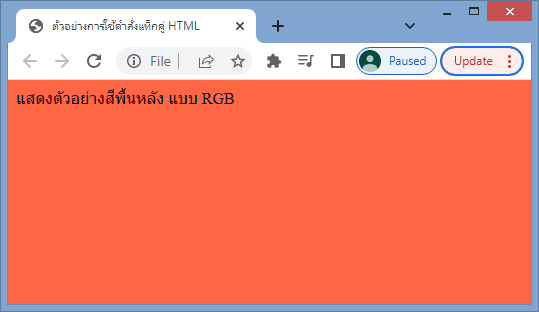 ตัวอย่างการใช้คำสั่งแท็กคู่ HTML
File
Paused
Update
แสดงตัวอย่างสีพื้นหลัง แบบ RGB